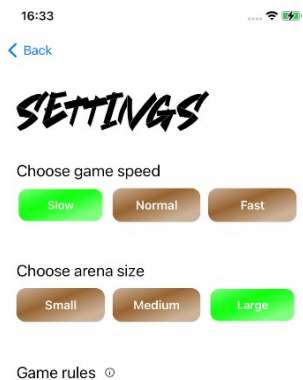 16:33
Back
SETTINGS
Choose game speed
Slow Normal Fast
Choose arena size
Small Medium Large
Game rules